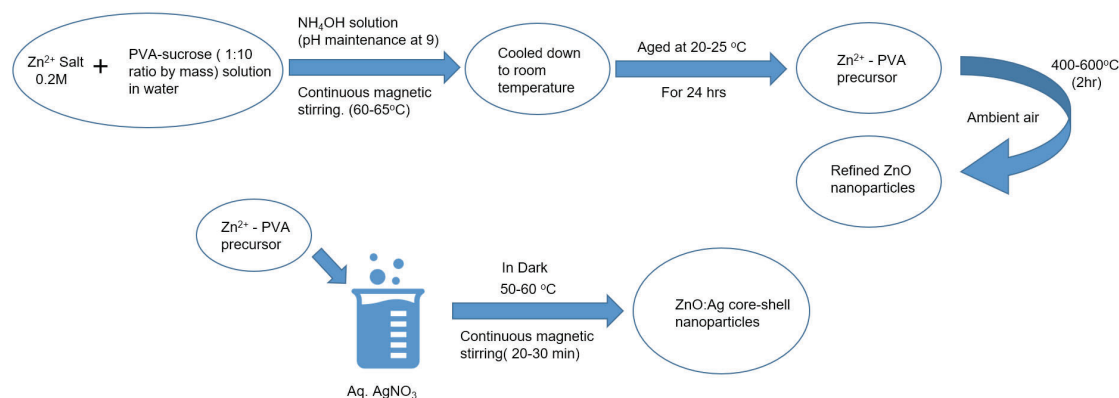 Zn²⁺ Salt
0.2M
+
PVA-sucrose ( 1:10
ratio by mass) solution
in water
NH₄OH solution
(pH maintenance at 9)
Continuous magnetic
stirring. (60-65ºC)
Cooled down
to room
temperature
Aged at 20-25 ºC
For 24 hrs
Zn²⁺ - PVA
precursor
400-600ºC
(2hr)
Ambient air
Refined ZnO
nanoparticles
Zn²⁺ - PVA
precursor
Aq. AgNO₃
In Dark
50-60 ºC
Continuous magnetic
stirring( 20-30 min)
ZnO:Ag core-shell
nanoparticles